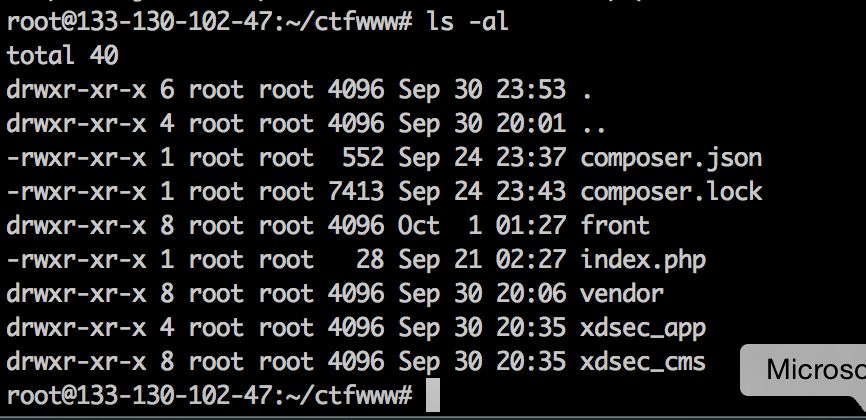 root@133-130-102-47:~/ctfwww# ls -al
total 40
drwxr-xr-x 6 root root 4096 Sep 30 23:53 .
drwxr-xr-x 4 root root 4096 Sep 30 20:01 ..
-rwxr-xr-x 1 root root  552 Sep 24 23:37 composer.json
-rwxr-xr-x 1 root root 7413 Sep 24 23:43 composer.lock
drwxr-xr-x 8 root root 4096 Oct  1 01:27 front
-rwxr-xr-x 1 root root   28 Sep 21 02:27 index.php
drwxr-xr-x 8 root root 4096 Sep 30 20:06 vendor
drwxr-xr-x 4 root root 4096 Sep 30 20:35 xdsec_app
drwxr-xr-x 8 root root 4096 Sep 30 20:35 xdsec_cms
root@133-130-102-47:~/ctfwww#